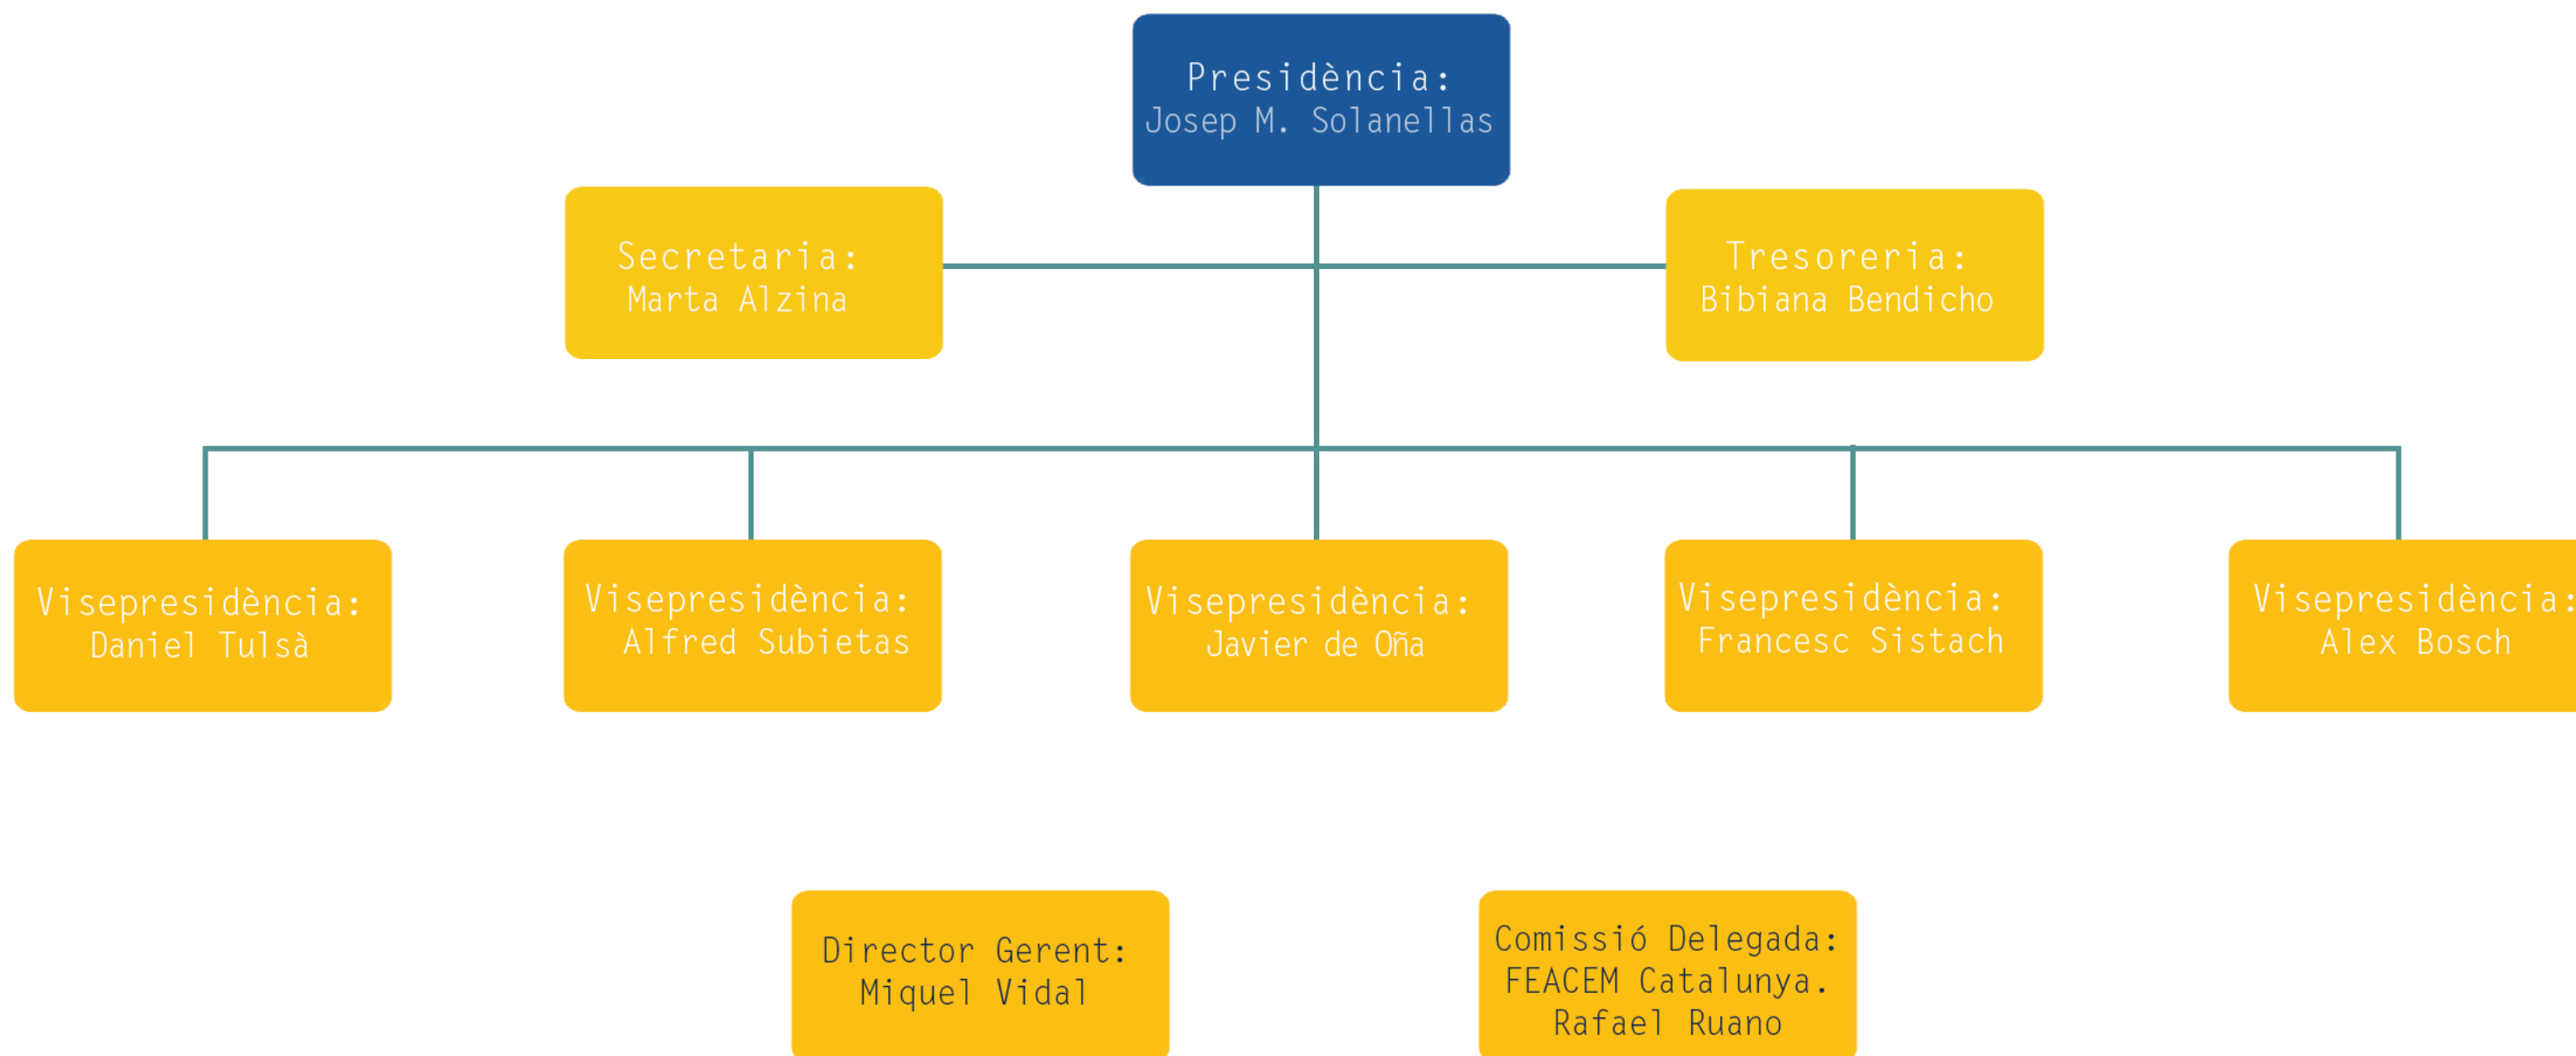 Presidència:
Josep M. Solanellas
Secretaria:
Marta Alzina
Tresoreria:
Bibiana Bendicho
Visepresidència:
Daniel Tulsà
Visepresidència:
Alfred Subietas
Visepresidència:
Javier de Oña
Visepresidència:
Francesc Sistach
Visepresidència:
Alex Bosch
Director Gerent:
Miquel Vidal
Comissió Delegada:
FEACEM Catalunya.
Rafael Ruano